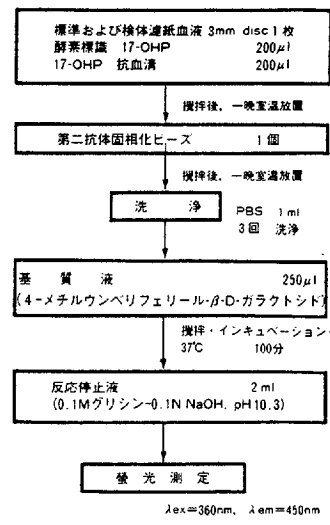 標準および検体濾紙血液 3mm disc 1枚
酵素標識 17-OHP 200μl
17-OHP 抗血清 200μl
攪拌後、一晩室温放置
第二抗体固相化ビーズ 1個
攪拌後、一晩室温放置
洗浄
PBS 1ml
3回 洗浄
基質液 250μl
(4-メチルウンベリフェリール-β-D-ガラクトシド)
攪拌・インキュベーション
37℃ 100分
反応停止液 2ml
(0.1Mグリシン-0.1N NaOH, pH10.3)
螢光測定
λex=360nm, λem=450nm